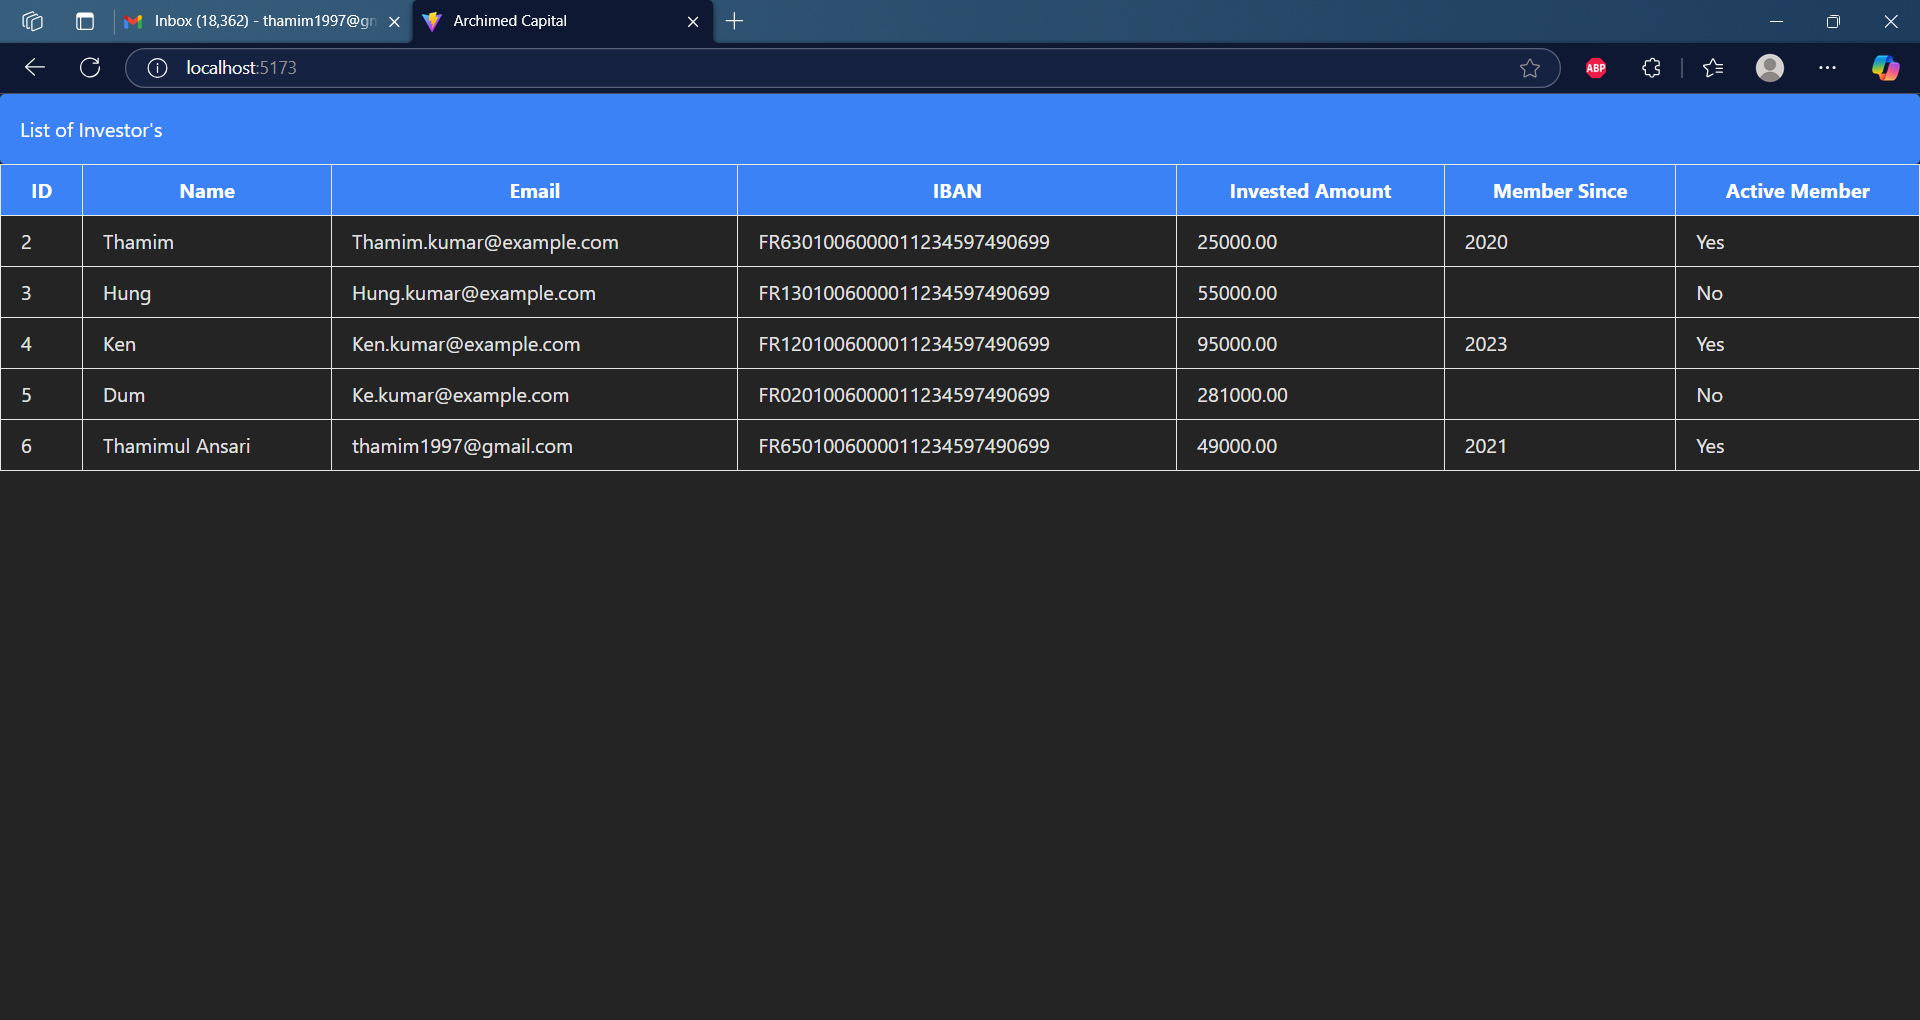 Inbox (18,362) - thamim1997@gm
Archimed Capital
localhost:5173
ABP
List of Investor's
ID Name Email IBAN Invested Amount Member Since Active Member
2 Thamim Thamim.kumar@example.com FR6301006000011234597490699 25000.00 2020 Yes
3 Hung Hung.kumar@example.com FR1301006000011234597490699 55000.00 No
4 Ken Ken.kumar@example.com FR1201006000011234597490699 95000.00 2023 Yes
5 Dum Ke.kumar@example.com FR0201006000011234597490699 281000.00 No
6 Thamimul Ansari thamim1997@gmail.com FR6501006000011234597490699 49000.00 2021 Yes